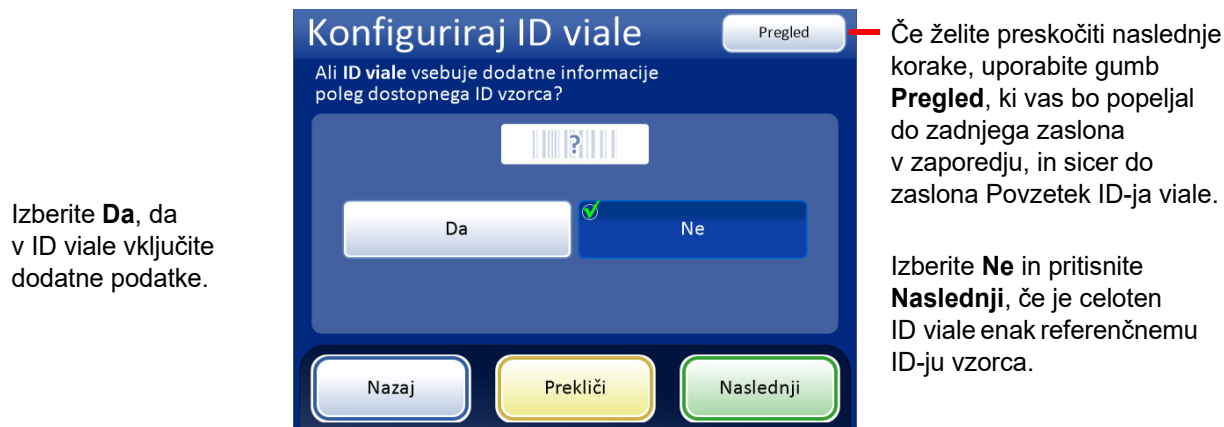 Izberite Da, da
v ID viale vključite
dodatne podatke.
Konfiguriraj ID viale
Pregled
Ali ID viale vsebuje dodatne informacije
poleg dostopnega ID vzorca?
?
Da
Ne
Nazaj
Prekliči
Naslednji
Če želite preskočiti naslednje
korake, uporabite gumb
Pregled, ki vas bo popeljal
do zadnjega zaslona
v zaporedju, in sicer do
zaslona Povzetek ID-ja viale.
Izberite Ne in pritisnite
Naslednji, če je celoten
ID viale enak referenčnemu
ID-ju vzorca.